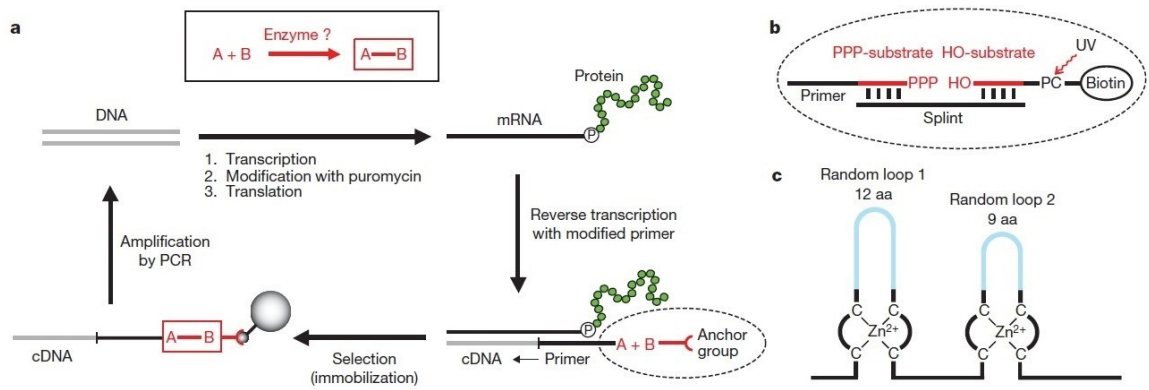 a
Enzyme ?
A + B
A—B
DNA
1. Transcription
2. Modification with puromycin
3. Translation
mRNA
Protein
P
Reverse transcription
with modified primer
P
A + B
Anchor
group
cDNA
Primer
Selection
(immobilization)
A—B
cDNA
Amplification
by PCR
b
UV
PPP-substrate HO-substrate
Primer
PPP
HO
PC
Biotin
Splint
c
Random loop 1
12 aa
Random loop 2
9 aa
C C
Zn2+
C C
C C
Zn2+
C C